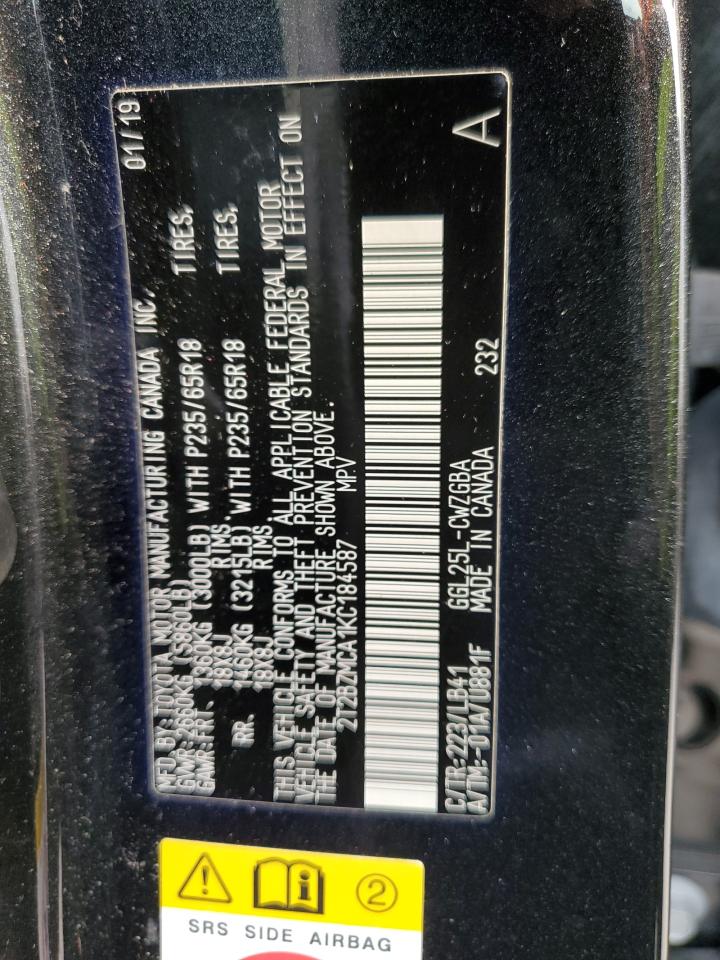 MFD BY: TOYOTA MOTOR MANUFACTURING CANADA INC. 01/19
GVWR: 2660KG (5860LB)
GAWR: FRT 1360KG (3000LB) WITH P235/65R18 TIRES,
18X8J RIMS.
RR. 1460KG (3215LB) WITH P235/65R18 TIRES,
18X8J RIMS.
THIS VEHICLE CONFORMS TO ALL APPLICABLE FEDERAL MOTOR
VEHICLE SAFETY AND THEFT PREVENTION STANDARDS IN EFFECT ON
THE DATE OF MANUFACTURE SHOWN ABOVE.
2T2BZMCA1KC184587 MPV
C/TR: 223/LB41 GGL25L-CWZGBA
A/TM: -01A/U881F MADE IN CANADA 232 A
2
SRS SIDE AIRBAG